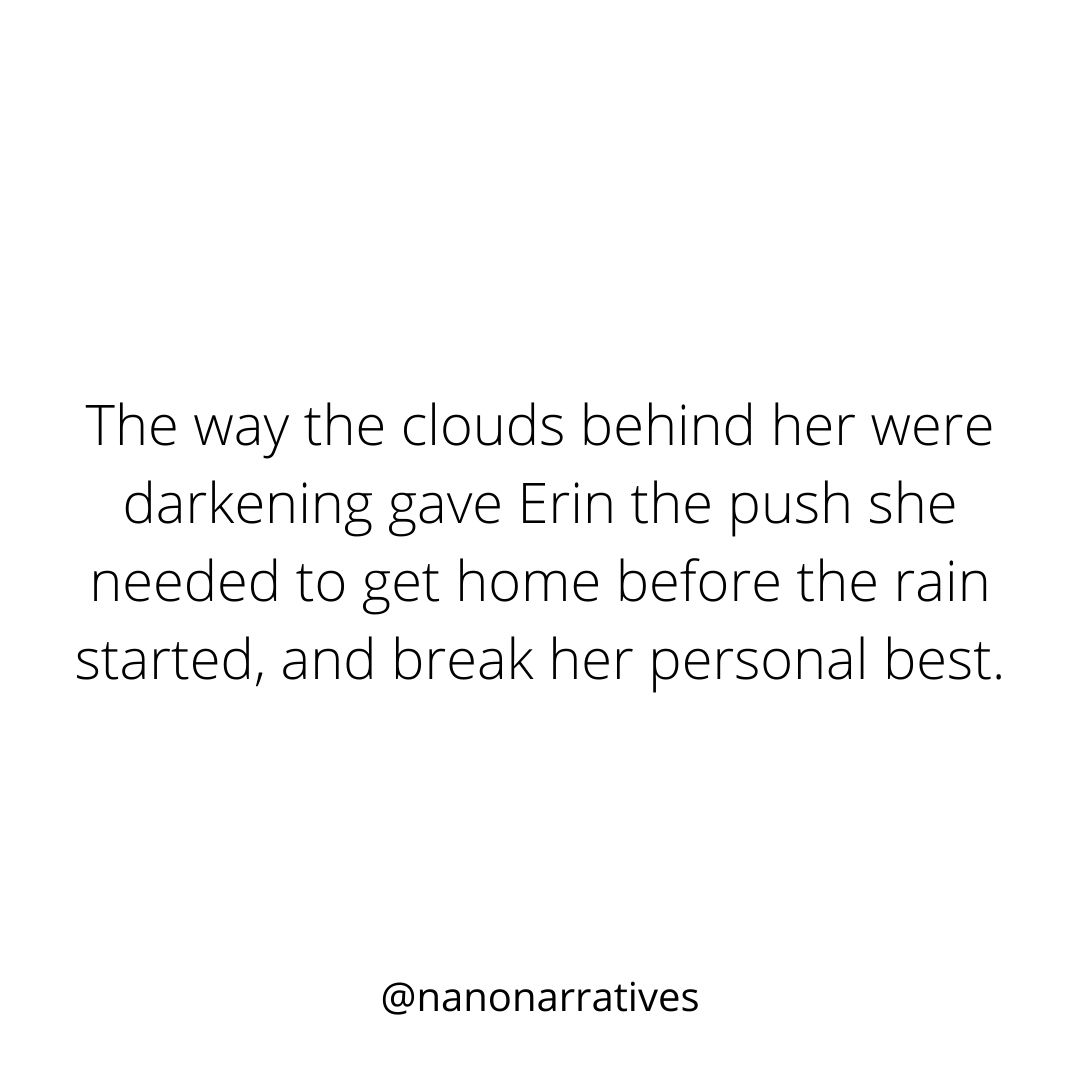 The way the clouds behind her were
darkening gave Erin the push she
needed to get home before the rain
started, and break her personal best.
@nanonarratives